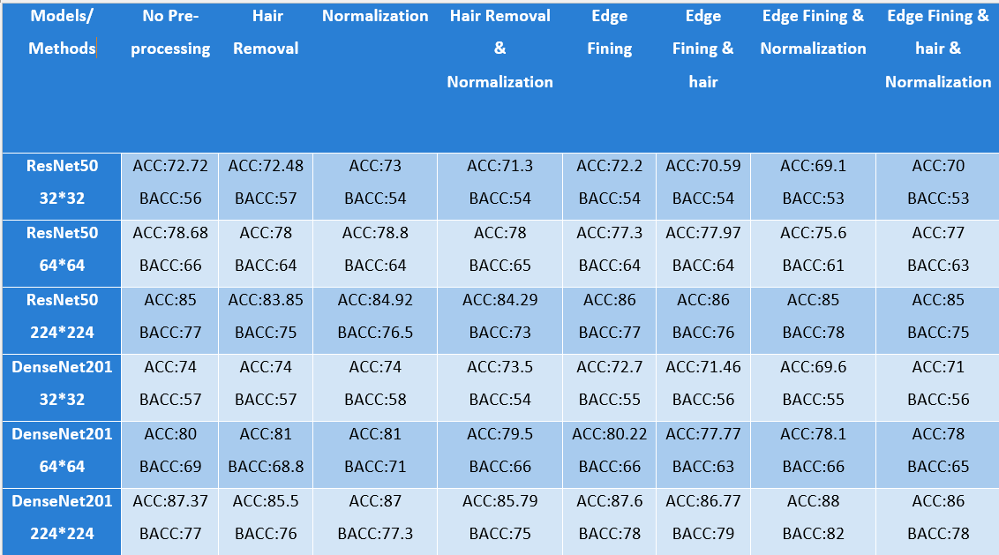 Models/ Methods | No Pre-processing | Hair Removal | Normalization | Hair Removal & Normalization | Edge Fining | Edge Fining & hair | Edge Fining & Normalization | Edge Fining & hair & Normalization
ResNet50 | ACC:72.72 | ACC:72.48 | ACC:73 | ACC:71.3 | ACC:72.2 | ACC:70.59 | ACC:69.1 | ACC:70
32*32 | BACC:56 | BACC:57 | BACC:54 | BACC:54 | BACC:54 | BACC:54 | BACC:53 | BACC:53
ResNet50 | ACC:78.68 | ACC:78 | ACC:78.8 | ACC:78 | ACC:77.3 | ACC:77.97 | ACC:75.6 | ACC:77
64*64 | BACC:66 | BACC:64 | BACC:64 | BACC:65 | BACC:64 | BACC:64 | BACC:61 | BACC:63
ResNet50 | ACC:85 | ACC:83.85 | ACC:84.92 | ACC:84.29 | ACC:86 | ACC:86 | ACC:85 | ACC:85
224*224 | BACC:77 | BACC:75 | BACC:76.5 | BACC:73 | BACC:77 | BACC:76 | BACC:78 | BACC:75
DenseNet201 | ACC:74 | ACC:74 | ACC:74 | ACC:73.5 | ACC:72.7 | ACC:71.46 | ACC:69.6 | ACC:71
32*32 | BACC:57 | BACC:57 | BACC:58 | BACC:54 | BACC:55 | BACC:56 | BACC:55 | BACC:56
DenseNet201 | ACC:80 | ACC:81 | ACC:81 | ACC:79.5 | ACC:80.22 | ACC:77.77 | ACC:78.1 | ACC:78
64*64 | BACC:69 | BACC:68.8 | BACC:71 | BACC:66 | BACC:66 | BACC:63 | BACC:66 | BACC:65
DenseNet201 | ACC:87.37 | ACC:85.5 | ACC:87 | ACC:85.79 | ACC:87.6 | ACC:86.77 | ACC:88 | ACC:86
224*224 | BACC:77 | BACC:76 | BACC:77.3 | BACC:75 | BACC:78 | BACC:79 | BACC:82 | BACC:78